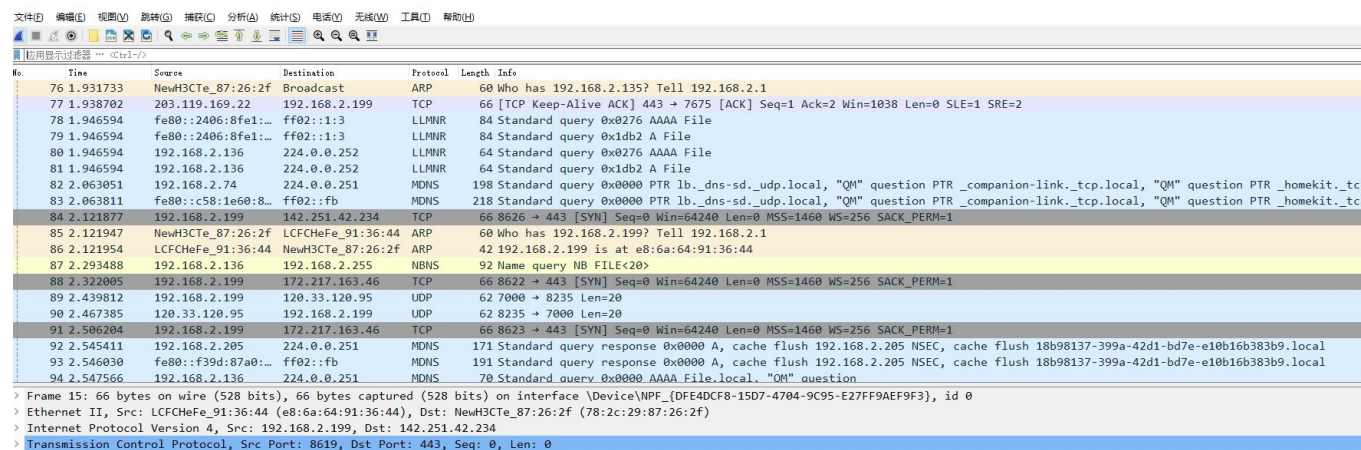 文件(F) 编辑(E) 视图(V) 跳转(G) 捕获(C) 分析(A) 统计(S) 电话(Y) 无线(W) 工具(T) 帮助(H)
应用显示过滤器 … <Ctrl-/>
No. Time Source Destination Protocol Length Info
76 1.931733 NewH3CTe_87:26:2f Broadcast ARP 60 Who has 192.168.2.135? Tell 192.168.2.1
77 1.938702 203.119.169.22 192.168.2.199 TCP 66 [TCP Keep-Alive ACK] 443 → 7675 [ACK] Seq=1 Ack=2 Win=1038 Len=0 SLE=1 SRE=2
78 1.946594 fe80::2406:8fe1:… ff02::1:3 LLMNR 84 Standard query 0x0276 AAAA File
79 1.946594 fe80::2406:8fe1:… ff02::1:3 LLMNR 84 Standard query 0x1db2 A File
80 1.946594 192.168.2.136 224.0.0.252 LLMNR 64 Standard query 0x0276 AAAA File
81 1.946594 192.168.2.136 224.0.0.252 LLMNR 64 Standard query 0x1db2 A File
82 2.063051 192.168.2.74 224.0.0.251 MDNS 198 Standard query 0x0000 PTR lb._dns-sd._udp.local, "QM" question PTR _companion-link._tcp.local, "QM" question PTR _homekit._tc
83 2.063811 fe80::c58:1e60:8… ff02::fb MDNS 218 Standard query 0x0000 PTR lb._dns-sd._udp.local, "QM" question PTR _companion-link._tcp.local, "QM" question PTR _homekit._tc
84 2.121877 192.168.2.199 142.251.42.234 TCP 66 8626 → 443 [SYN] Seq=0 Win=64240 Len=0 MSS=1460 WS=256 SACK_PERM=1
85 2.121947 NewH3CTe_87:26:2f LCFCHeFe_91:36:44 ARP 60 Who has 192.168.2.199? Tell 192.168.2.1
86 2.121954 LCFCHeFe_91:36:44 NewH3CTe_87:26:2f ARP 42 192.168.2.199 is at e8:6a:64:91:36:44
87 2.293488 192.168.2.136 192.168.2.255 NBNS 92 Name query NB FILE<20>
88 2.322005 192.168.2.199 172.217.163.46 TCP 66 8622 → 443 [SYN] Seq=0 Win=64240 Len=0 MSS=1460 WS=256 SACK_PERM=1
89 2.439812 192.168.2.199 120.33.120.95 UDP 62 7000 → 8235 Len=20
90 2.467385 120.33.120.95 192.168.2.199 UDP 62 8235 → 7000 Len=20
91 2.506204 192.168.2.199 172.217.163.46 TCP 66 8623 → 443 [SYN] Seq=0 Win=64240 Len=0 MSS=1460 WS=256 SACK_PERM=1
92 2.545411 192.168.2.205 224.0.0.251 MDNS 171 Standard query response 0x0000 A, cache flush 192.168.2.205 NSEC, cache flush 18b98137-399a-42d1-bd7e-e10b16b383b9.local
93 2.546030 fe80::f39d:87a0:… ff02::fb MDNS 191 Standard query response 0x0000 A, cache flush 192.168.2.205 NSEC, cache flush 18b98137-399a-42d1-bd7e-e10b16b383b9.local
94 2.547566 192.168.2.136 224.0.0.251 MDNS 70 Standard query 0x0000 AAAA File.local, "QM" question
> Frame 15: 66 bytes on wire (528 bits), 66 bytes captured (528 bits) on interface \Device\NPF_{DFE4DCF8-15D7-4704-9C95-E27FF9AEF9F3}, id 0
> Ethernet II, Src: LCFCHeFe_91:36:44 (e8:6a:64:91:36:44), Dst: NewH3CTe_87:26:2f (78:2c:29:87:26:2f)
> Internet Protocol Version 4, Src: 192.168.2.199, Dst: 142.251.42.234
> Transmission Control Protocol, Src Port: 8619, Dst Port: 443, Seq: 0, Len: 0